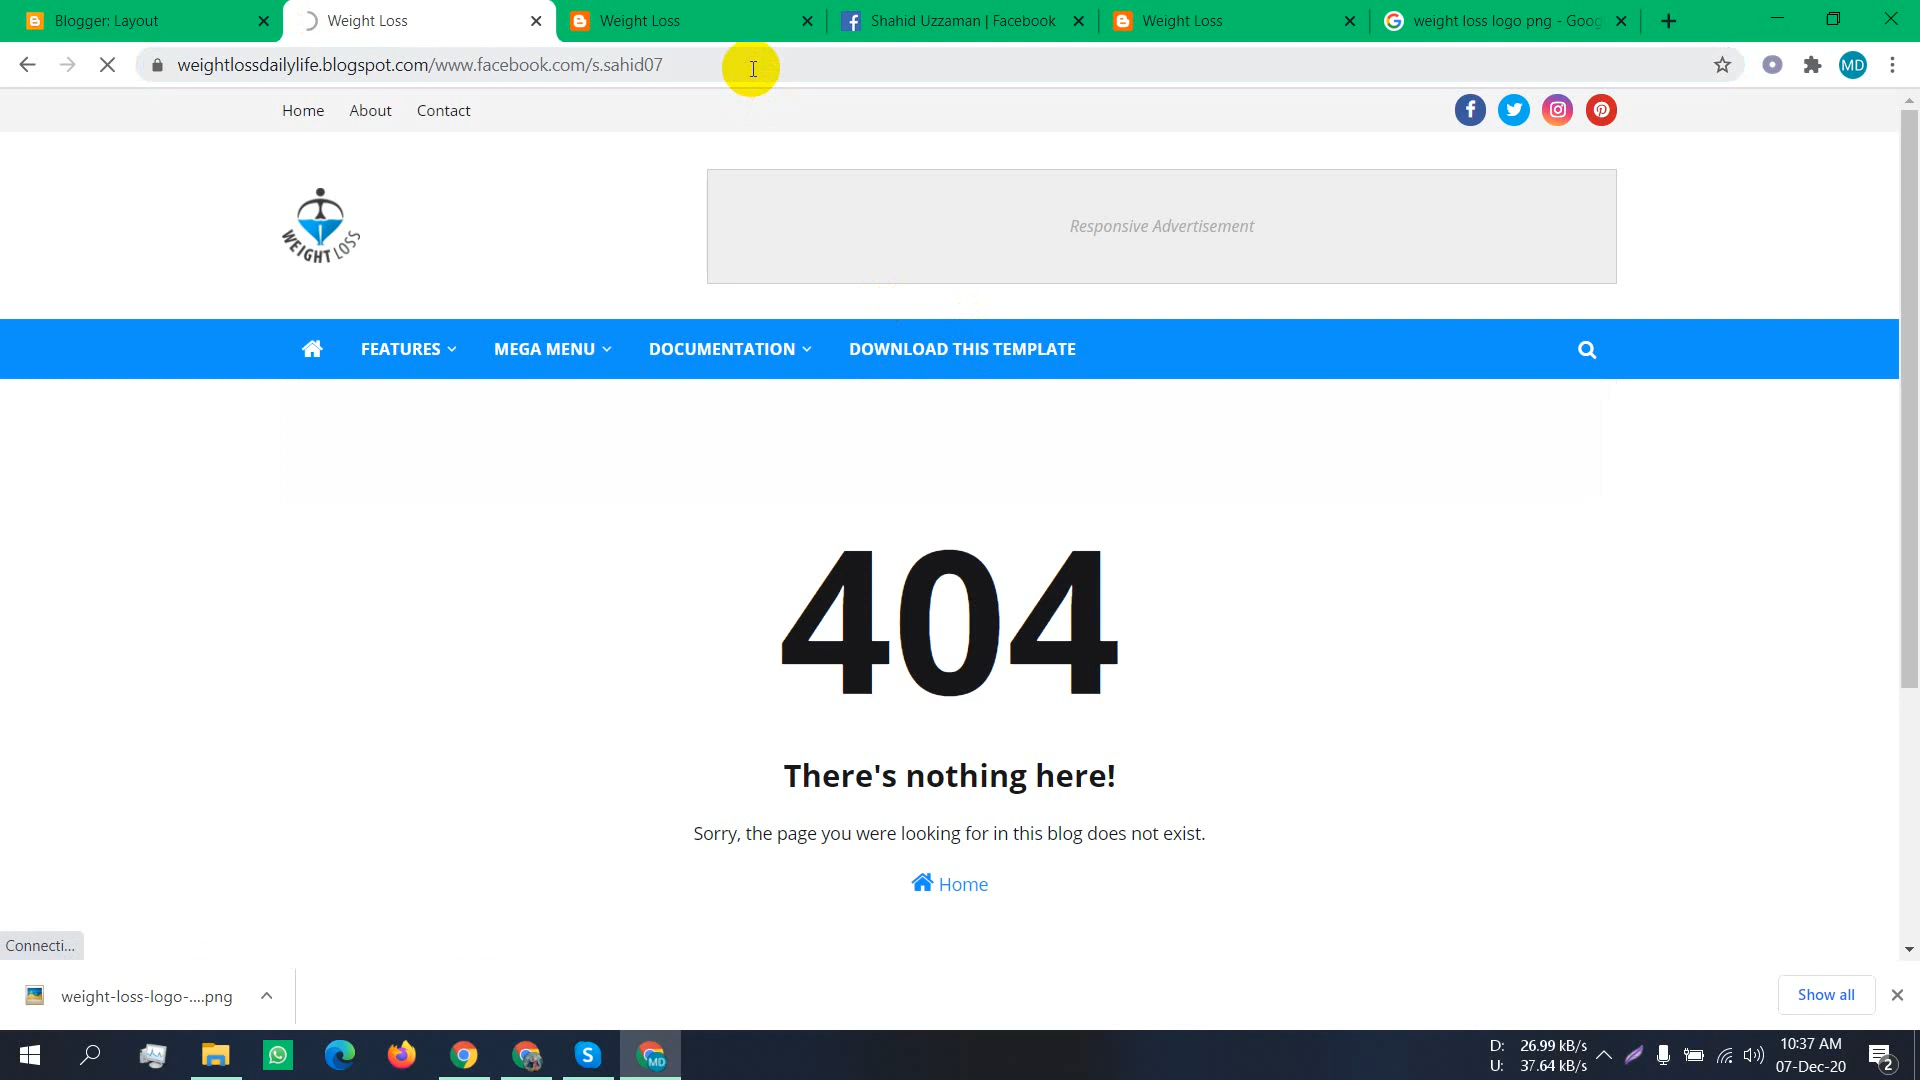 Blogger: Layout
Weight Loss
Weight Loss
Shahid Uzzaman | Facebook
Weight Loss
weight loss logo png - Goog
weightlossdailylife.blogspot.com/www.facebook.com/s.sahid07
MD
Home About Contact
WEIGHT LOSS
Responsive Advertisement
FEATURES MEGA MENU DOCUMENTATION DOWNLOAD THIS TEMPLATE
404
There's nothing here!
Sorry, the page you were looking for in this blog does not exist.
Home
Connecti...
weight-loss-logo-....png
Show all
MD
D: 26.99 kB/s
U: 37.64 kB/s
10:37 AM
07-Dec-20
2